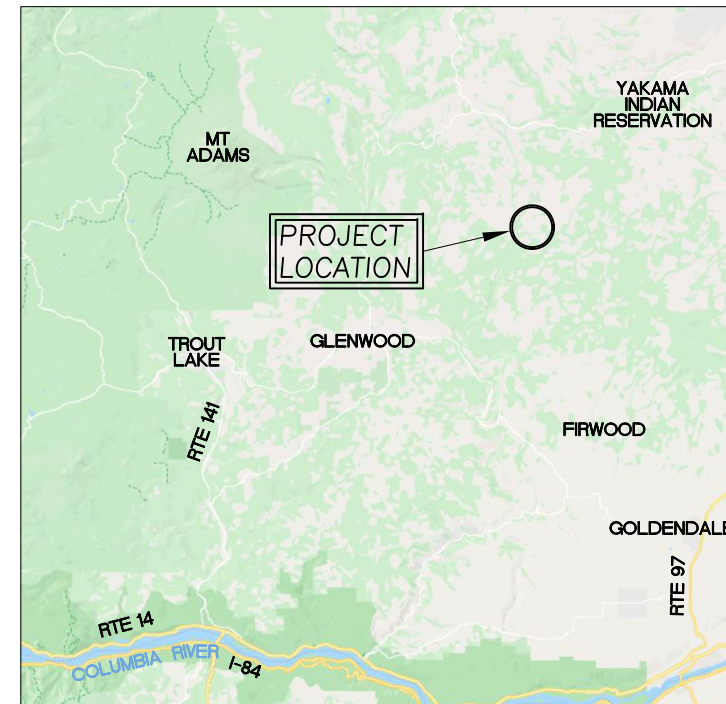 YAKAMA
INDIAN
RESERVATION
MT
ADAMS
PROJECT
LOCATION
TROUT
LAKE
GLENWOOD
RTE 141
FIRWOOD
GOLDENDALE
RTE 97
RTE 14
COLUMBIA RIVER
I-84